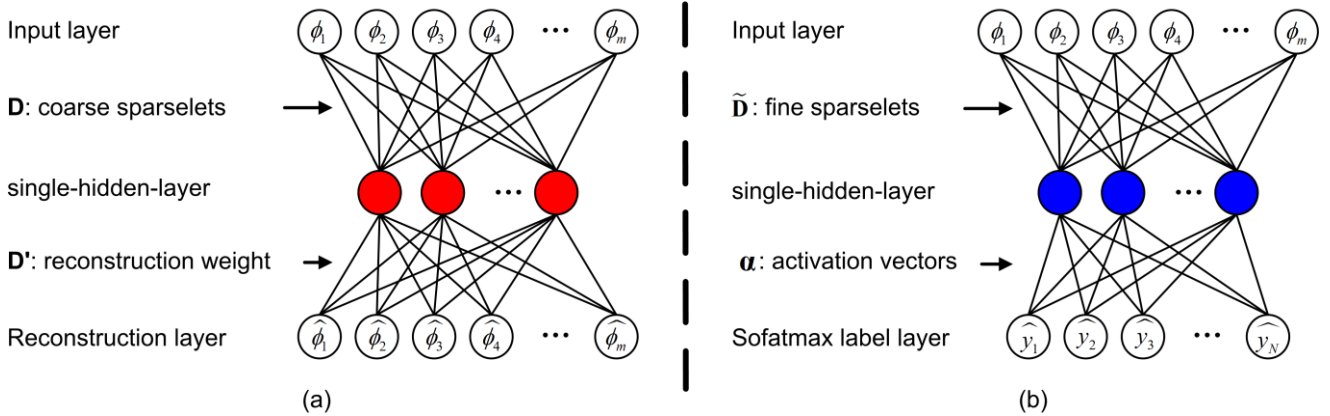 Input layer
ϕ₁ ϕ₂ ϕ₃ ϕ₄ ··· ϕₘ
D: coarse sparselets
single-hidden-layer
···
D': reconstruction weight
Reconstruction layer
ϕ̂₁ ϕ̂₂ ϕ̂₃ ϕ̂₄ ··· ϕ̂ₘ
(a)
Input layer
ϕ₁ ϕ₂ ϕ₃ ϕ₄ ··· ϕₘ
D̃: fine sparselets
single-hidden-layer
···
α: activation vectors
Sofatmax label layer
ŷ₁ ŷ₂ ŷ₃ ··· ŷ_N
(b)